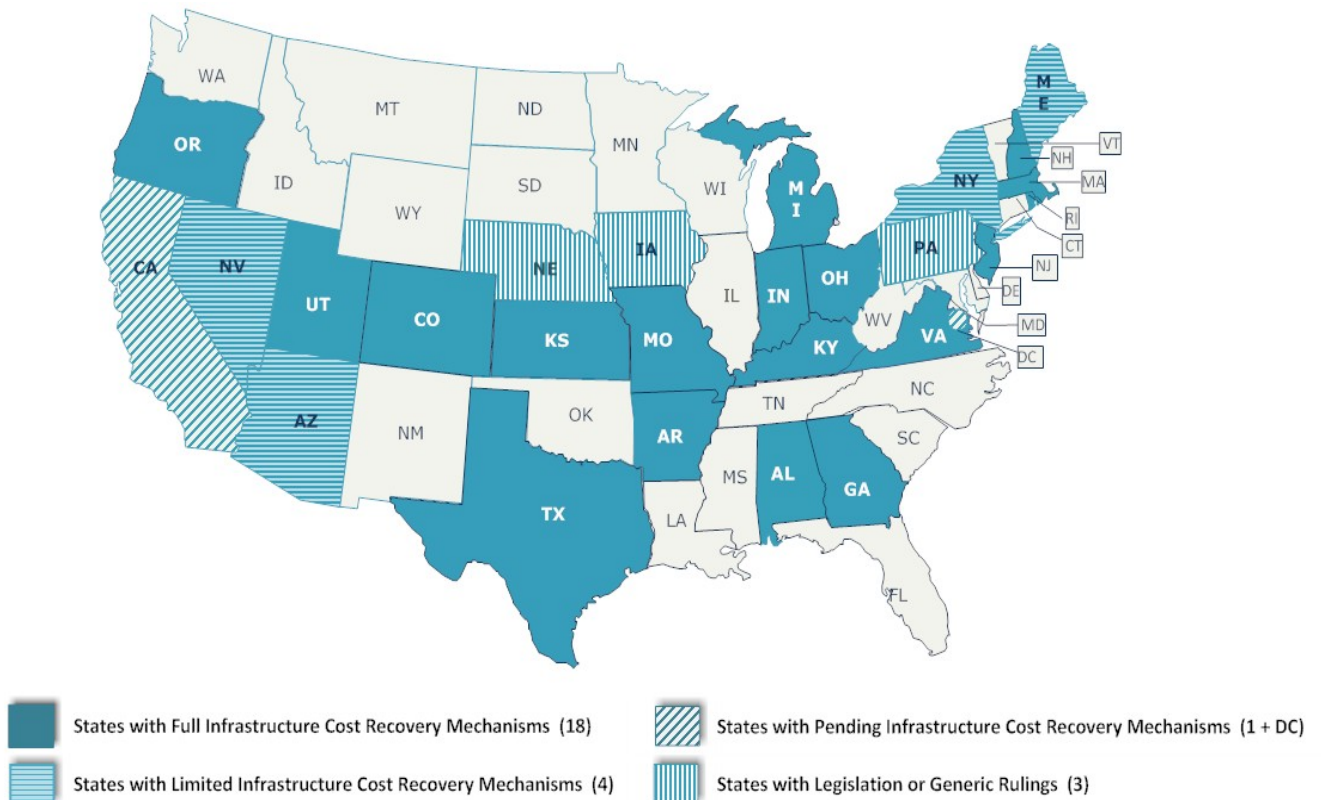 WA
MT
ND
MN
OR
ID
SD
WI
M
I
M
E
VT
NH
NY
MA
WY
RI
CA
NV
NE
IA
PA
CT
NJ
UT
CO
IL
IN
OH
DE
KS
MO
WV
KY
VA
MD
DC
AZ
NM
OK
AR
TN
NC
SC
MS
AL
GA
TX
LA
FL
States with Full Infrastructure Cost Recovery Mechanisms (18)
States with Pending Infrastructure Cost Recovery Mechanisms (1 + DC)
States with Limited Infrastructure Cost Recovery Mechanisms (4)
States with Legislation or Generic Rulings (3)